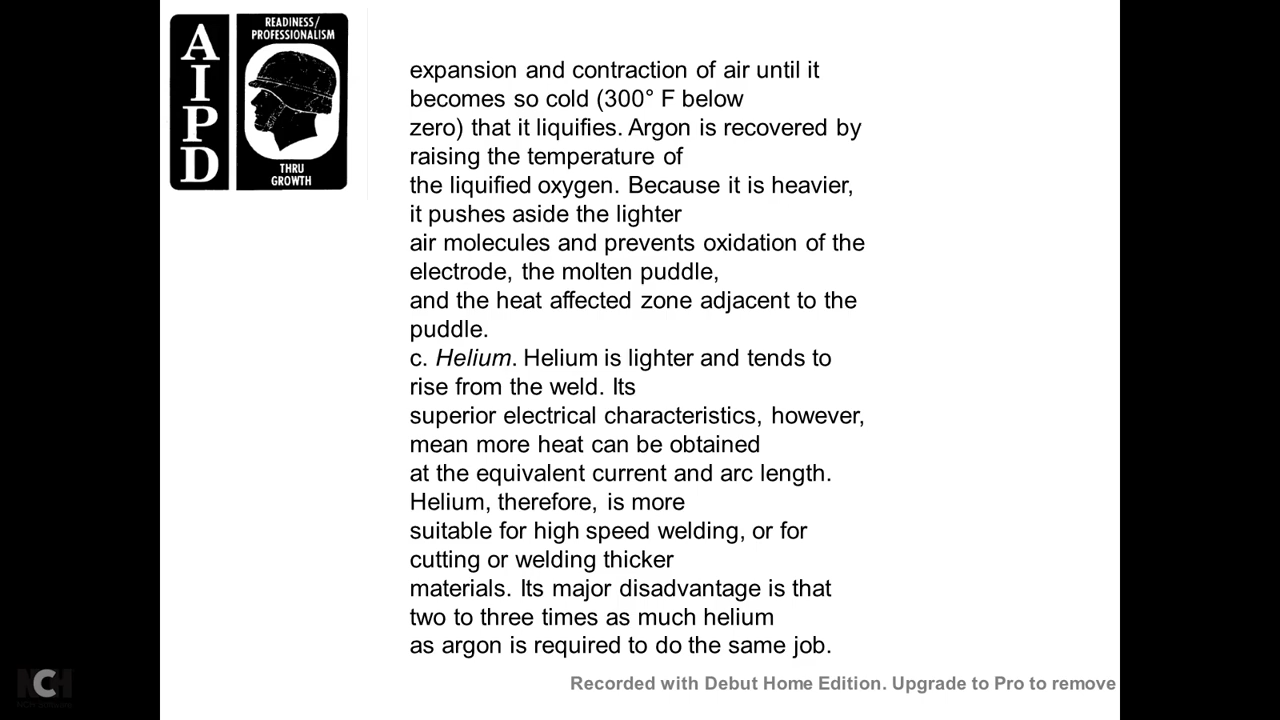 AIPD
READINESS/
PROFESSIONALISM
THRU
GROWTH
expansion and contraction of air until it
becomes so cold (300° F below
zero) that it liquifies. Argon is recovered by
raising the temperature of
the liquified oxygen. Because it is heavier,
it pushes aside the lighter
air molecules and prevents oxidation of the
electrode, the molten puddle,
and the heat affected zone adjacent to the
puddle.
c. Helium. Helium is lighter and tends to
rise from the weld. Its
superior electrical characteristics, however,
mean more heat can be obtained
at the equivalent current and arc length.
Helium, therefore, is more
suitable for high speed welding, or for
cutting or welding thicker
materials. Its major disadvantage is that
two to three times as much helium
as argon is required to do the same job.
NCH
Recorded with Debut Home Edition. Upgrade to Pro to remove